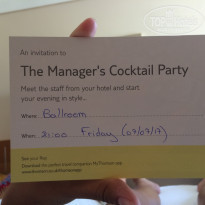 An invitation to
The Manager's Cocktail Party
Meet the staff from your hotel and start
your evening in style...
Where: Ballroom
When: 21:00 Friday (07/07/17)